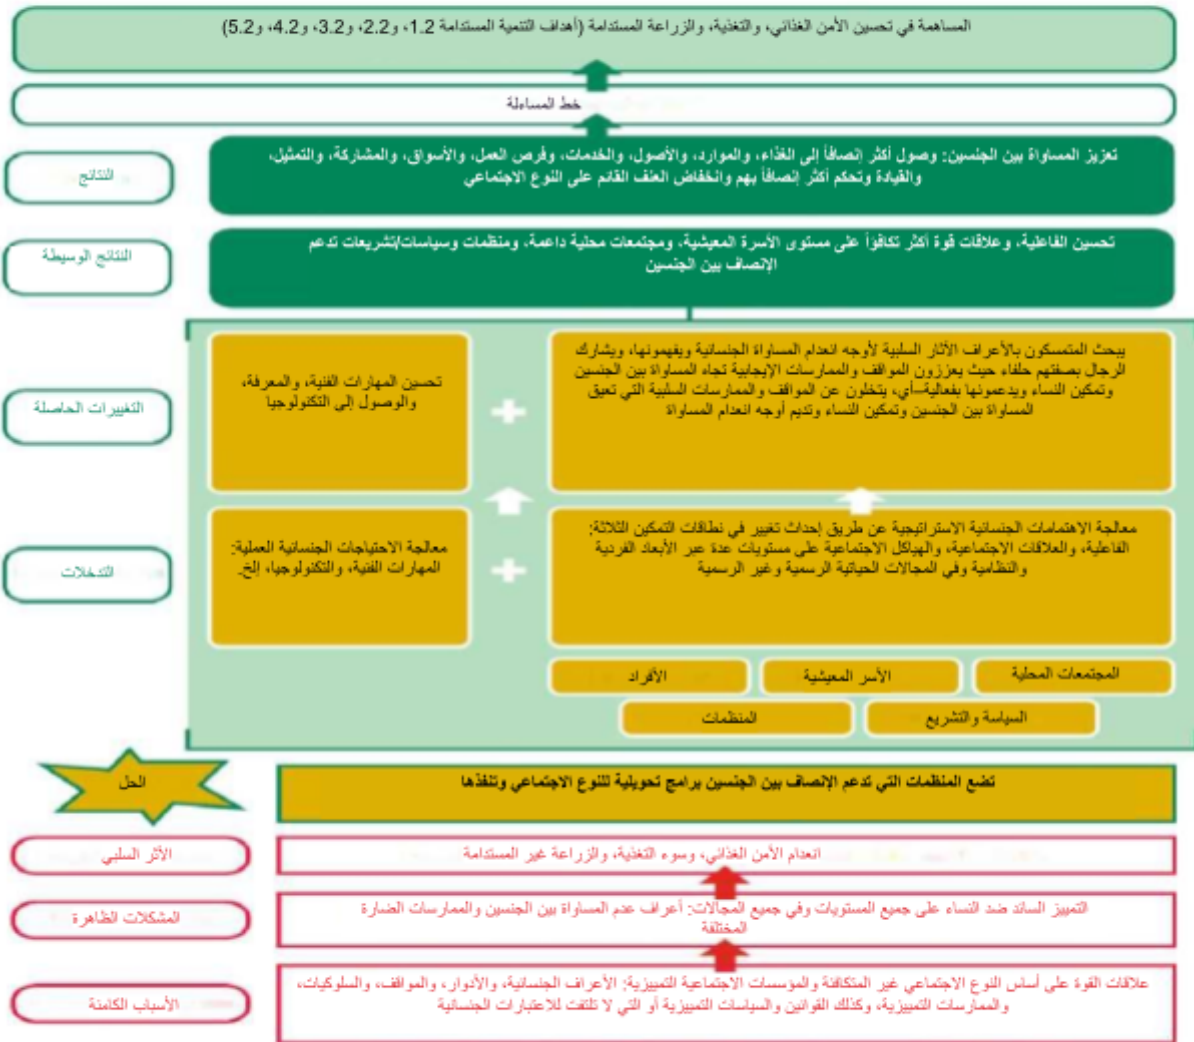 المساهمة في تحسين الأمن الغذائي، والتغذية، والزراعة المستدامة (أهداف التنمية المستدامة 1.2، و2.2، و3.2، و4.2، و5.2)
خط المساءلة
النتائج
تعزيز المساواة بين الجنسين: وصول أكثر إنصافاً إلى الغذاء، والموارد، والأصول، والخدمات، وفرص العمل، والأسواق، والمشاركة، والتمثيل،
والقيادة وتحكم أكثر إنصافاً بهم وانخفاض العنف القائم على النوع الاجتماعي
النتائج الوسيطة
تحسين الفاعلية، وعلاقات قوة أكثر تكافؤاً على مستوى الأسرة المعيشية، ومجتمعات محلية داعمة، ومنظمات وسياسات/تشريعات تدعم
الإنصاف بين الجنسين
التغييرات الحاصلة
يبحث المتمسكون بالأعراف الآثار السلبية لأوجه انعدام المساواة الجنسانية ويفهمونها، ويشارك
الرجال بصفتهم حلفاء حيث يعززون المواقف والممارسات الإيجابية تجاه المساواة بين الجنسين
وتمكين النساء ويدعمونها بفعالية–أي، يتخلون عن المواقف والممارسات السلبية التي تعيق
المساواة بين الجنسين وتمكين النساء وتديم أوجه انعدام المساواة
+
تحسين المهارات الفنية، والمعرفة،
والوصول إلى التكنولوجيا
التدخلات
معالجة الاهتمامات الجنسانية الاستراتيجية عن طريق إحداث تغيير في نطاقات التمكين الثلاثة:
الفاعلية، والعلاقات الاجتماعية، والهياكل الاجتماعية على مستويات عدة عبر الأبعاد الفردية
والنظامية وفي المجالات الحياتية الرسمية وغير الرسمية
+
معالجة الاحتياجات الجنسانية العملية:
المهارات الفنية، والتكنولوجيا، إلخ.
المجتمعات المحلية
الأسر المعيشية
الأفراد
السياسة والتشريع
المنظمات
الحل
تضع المنظمات التي تدعم الإنصاف بين الجنسين برامج تحويلية للنوع الاجتماعي وتنفذها
الأثر السلبي
انعدام الأمن الغذائي، وسوء التغذية، والزراعة غير المستدامة
المشكلات الظاهرة
التمييز السائد ضد النساء على جميع المستويات وفي جميع المجالات: أعراف عدم المساواة بين الجنسين والممارسات الضارة
المختلفة
الأسباب الكامنة
علاقات القوة على أساس النوع الاجتماعي غير المتكافئة والمؤسسات الاجتماعية التمييزية: الأعراف الجنسانية، والأدوار، والمواقف، والسلوكيات،
والممارسات التمييزية، وكذلك القوانين والسياسات التمييزية أو التي لا تلتفت للاعتبارات الجنسانية